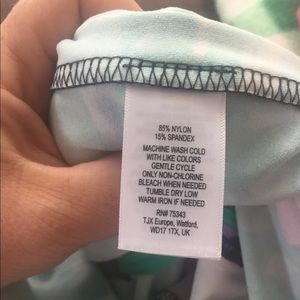 85% NYLON
15% SPANDEX
MACHINE WASH COLD
WITH LIKE COLORS
GENTLE CYCLE
ONLY NON-CHLORINE
BLEACH WHEN NEEDED
TUMBLE DRY LOW
WARM IRON IF NEEDED
RN# 75343
TJX Europe, Watford,
WD17 1TX, UK